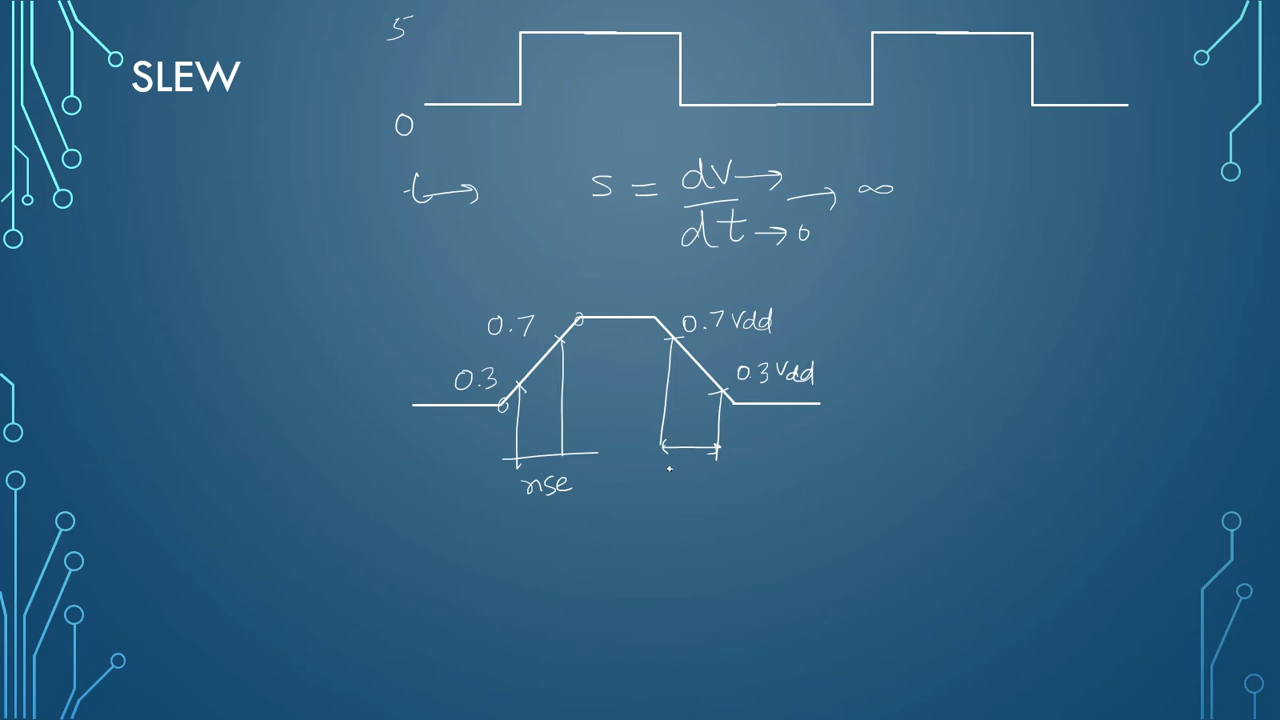 SLEW
5
0
t →
s = dv → / dt → 0 → ∞
0.7 0.7 Vdd
0.3 0.3 Vdd
rise